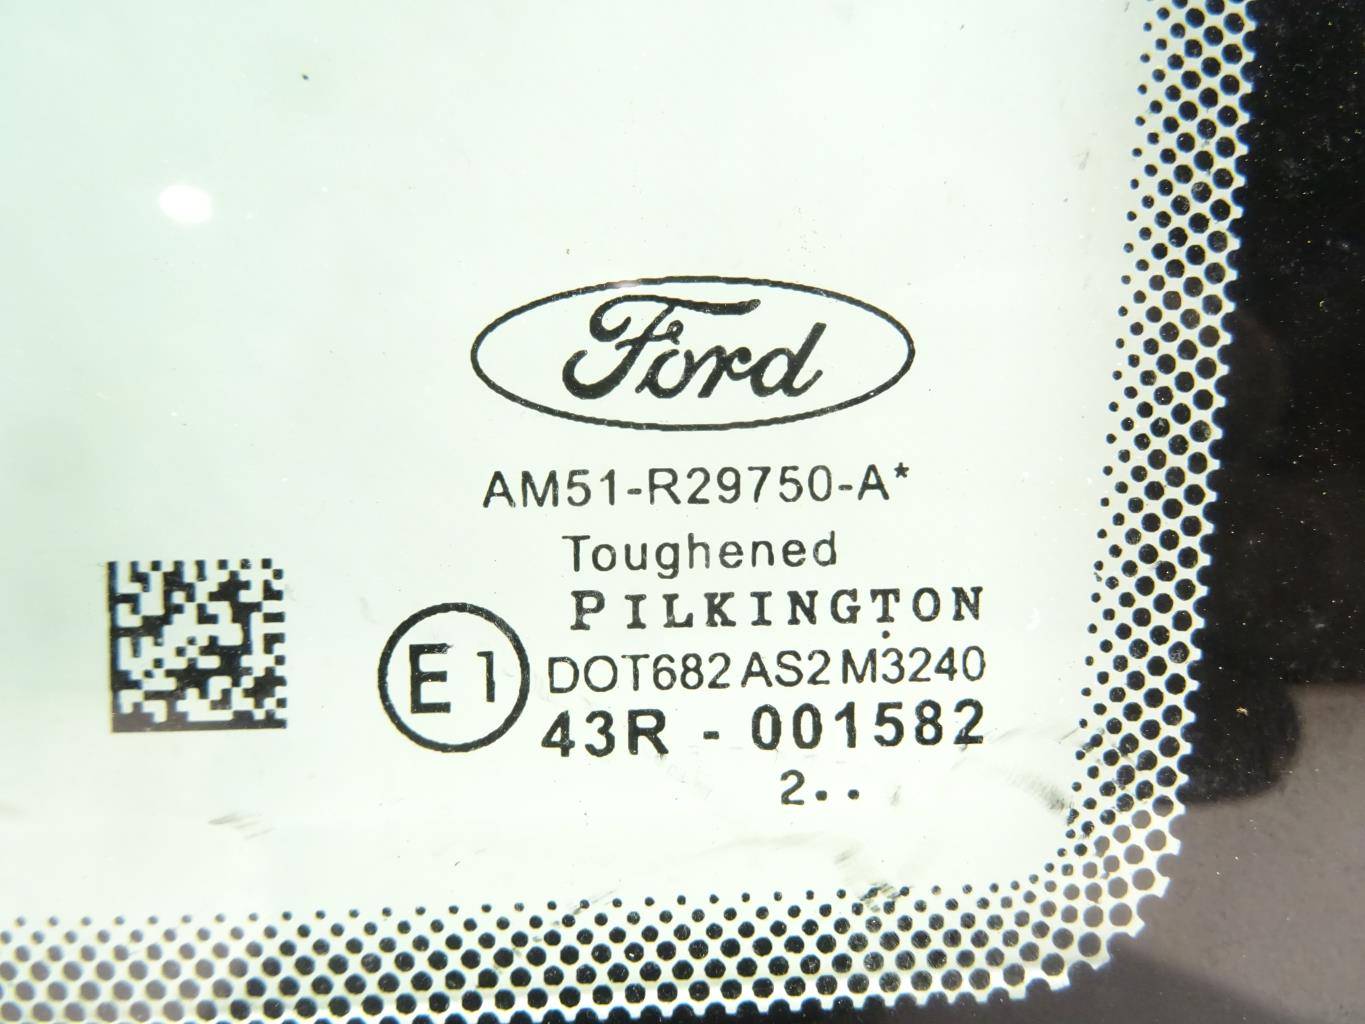 Ford
AM51-R29750-A*
Toughened
PILKINGTON
E1
DOT682 AS2 M3240
43R - 001582
2..